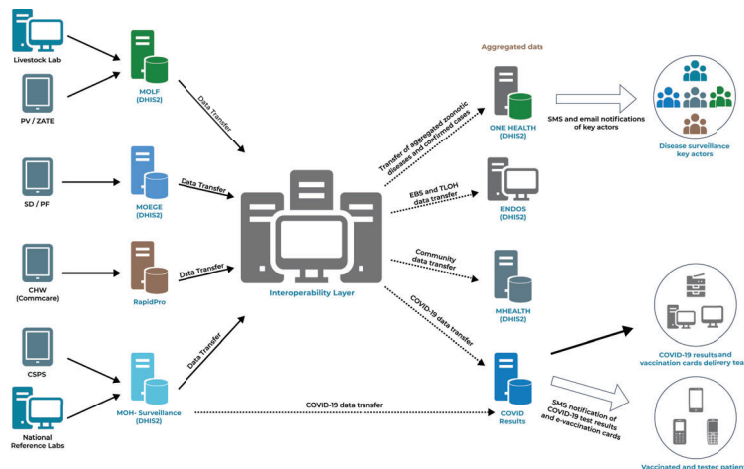 Livestock Lab
PV / ZATE
MOLF
(DHIS2)
Data Transfer
SD / PF
MOEGE
(DHIS2)
Data Transfer
CHW
(Commcare)
RapidPro
Data Transfer
CSPS
National
Reference Labs
MOH- Surveillance
(DHIS2)
Data Transfer
Interoperability Layer
Transfer of aggregated zoonotic
diseases and confirmed cases
EBS and TLOH
data transfer
Community
data transfer
COVID-19 data transfer
COVID-19 data transfer
Aggregated data
ONE HEALTH
(DHIS2)
ENDOS
(DHIS2)
MHEALTH
(DHIS2)
COVID
Results
SMS and email notifications
of key actors
Disease surveillance
key actors
COVID-19 results and
vaccination cards delivery tea
SMS notification of
COVID-19 test results
and e-vaccination cards
Vaccinated and tested patien